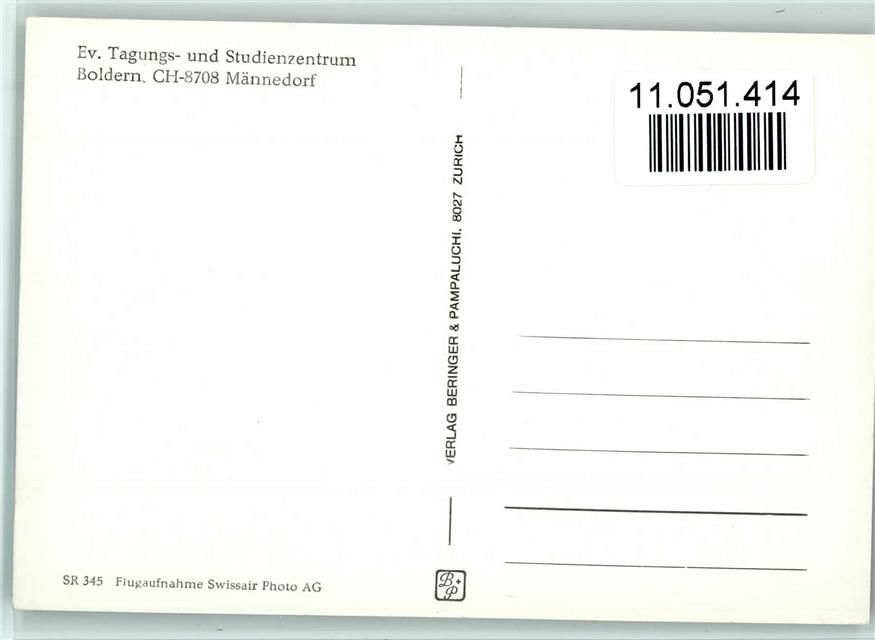 Ev. Tagungs- und Studienzentrum
Boldern, CH-8708 Männedorf
11.051.414
VERLAG BERINGER & PAMPALUCHI, 8027 ZÜRICH
SR 345 Flugaufnahme Swissair Photo AG
B+P